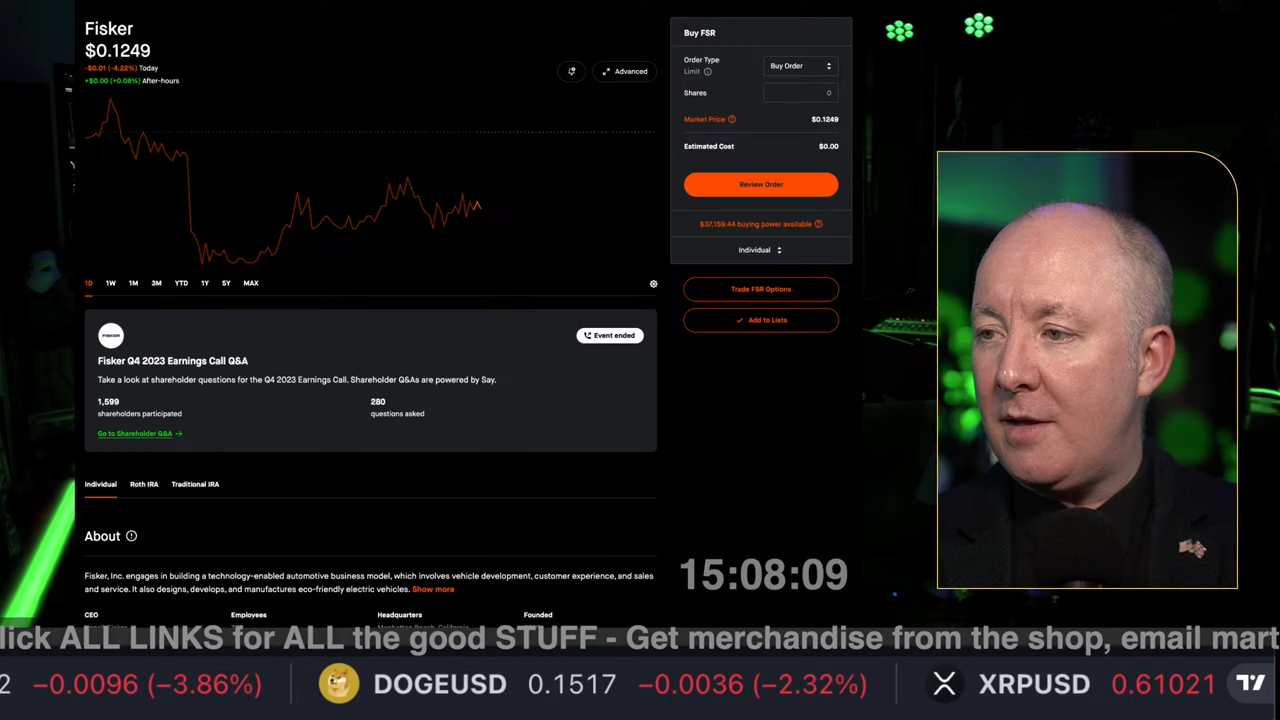 Fisker
$0.1249
-$0.01 (-4.22%) Today
+$0.00 (+0.08%) After-hours
Advanced
1D 1W 1M 3M YTD 1Y 5Y MAX
FISKER
Event ended
Fisker Q4 2023 Earnings Call Q&A
Take a look at shareholder questions for the Q4 2023 Earnings Call. Shareholder Q&As are powered by Say.
1,599 280
shareholders participated questions asked
Go to Shareholder Q&A →
Individual Roth IRA Traditional IRA
About
Fisker, Inc. engages in building a technology-enabled automotive business model, which involves vehicle development, customer experience, and sales
and service. It also designs, develops, and manufactures eco-friendly electric vehicles. Show more
CEO Employees Headquarters Founded
Buy FSR
Order Type Buy Order
Limit
Shares 0
Market Price $0.1249
Estimated Cost $0.00
Review Order
$37,159.44 buying power available
Individual
Trade FSR Options
Add to Lists
15:08:09
lick ALL LINKS for ALL the good STUFF - Get merchandise from the shop, email mart
2 −0.0096 (−3.86%) DOGEUSD 0.1517 −0.0036 (−2.32%) XRPUSD 0.61021